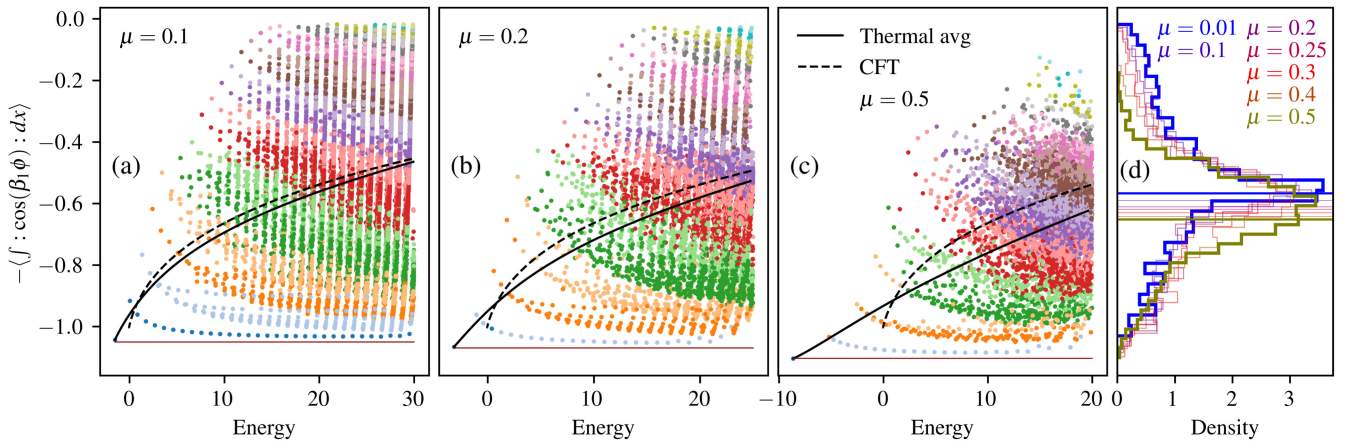 −⟨∫ : cos(β₁ϕ) : dx⟩
0.0
−0.2
−0.4
−0.6
−0.8
−1.0
μ = 0.1
(a)
0
10
20
30
Energy
μ = 0.2
(b)
0
10
20
Energy
Thermal avg
CFT
μ = 0.5
(c)
−10
0
10
20
Energy
μ = 0.01
μ = 0.1
μ = 0.2
μ = 0.25
μ = 0.3
μ = 0.4
μ = 0.5
(d)
0
1
2
3
Density